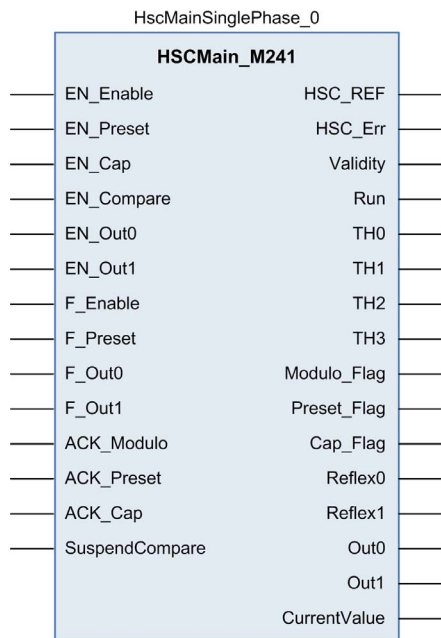 HscMainSinglePhase_0
HSCMain_M241
EN_Enable HSC_REF
EN_Preset HSC_Err
EN_Cap Validity
EN_Compare Run
EN_Out0 TH0
EN_Out1 TH1
F_Enable TH2
F_Preset TH3
F_Out0 Modulo_Flag
F_Out1 Preset_Flag
ACK_Modulo Cap_Flag
ACK_Preset Reflex0
ACK_Cap Reflex1
SuspendCompare Out0
Out1
CurrentValue